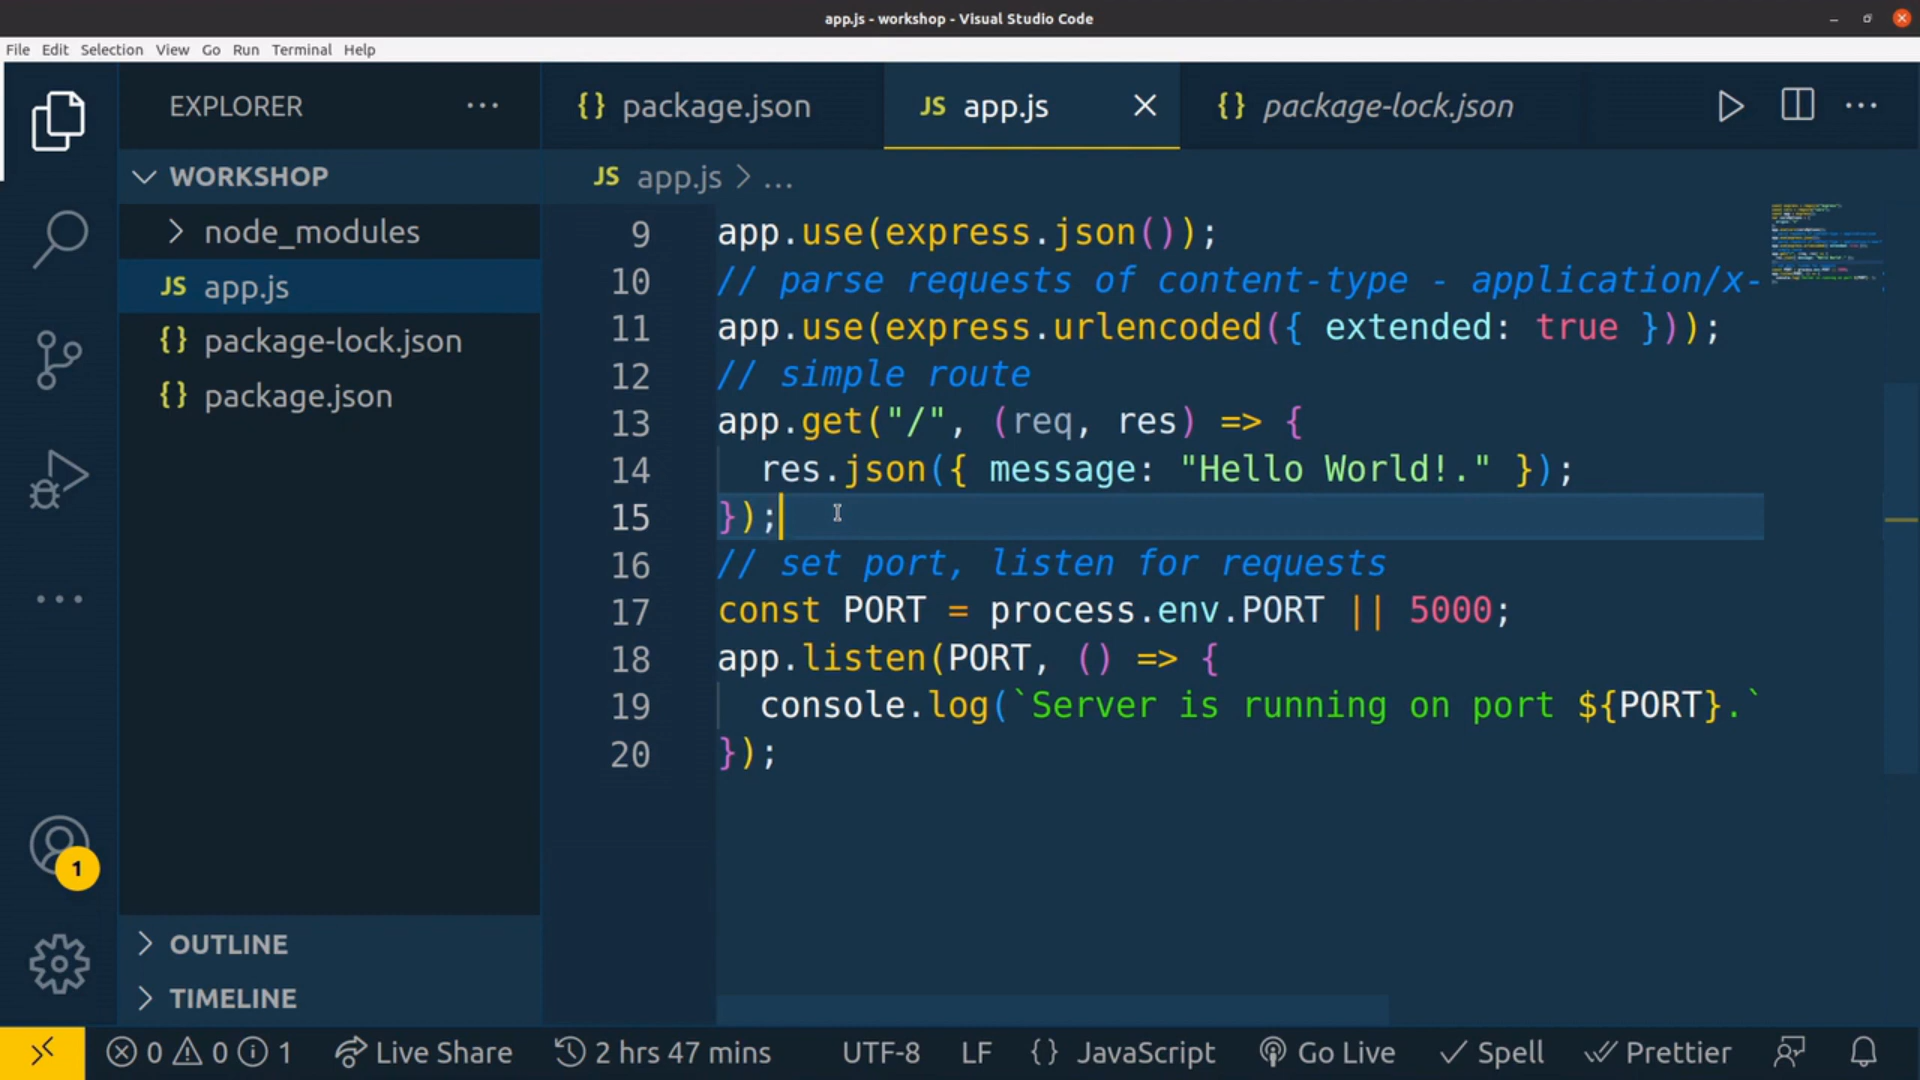 app.js - workshop - Visual Studio Code
File Edit Selection View Go Run Terminal Help
EXPLORER ...
{} package.json JS app.js {} package-lock.json ...
WORKSHOP
JS app.js > ...
node_modules
JS app.js
{} package-lock.json
{} package.json
9 app.use(express.json());
10 // parse requests of content-type - application/x-
11 app.use(express.urlencoded({ extended: true }));
12 // simple route
13 app.get("/", (req, res) => {
14 res.json({ message: "Hello World!." });
15 });
16 // set port, listen for requests
17 const PORT = process.env.PORT || 5000;
18 app.listen(PORT, () => {
19 console.log(`Server is running on port ${PORT}.`
20 });
1
OUTLINE
TIMELINE
0 0 1 Live Share 2 hrs 47 mins UTF-8 LF {} JavaScript Go Live Spell Prettier